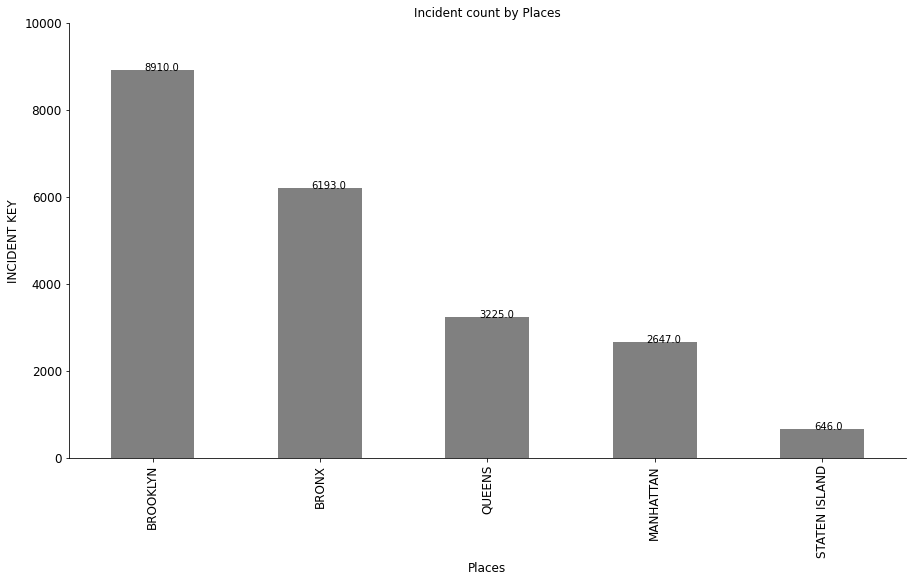 Incident count by Places
10000
8000
6000
4000
2000
0
INCIDENT KEY
8910.0
6193.0
3225.0
2647.0
646.0
BROOKLYN
BRONX
QUEENS
MANHATTAN
STATEN ISLAND
Places